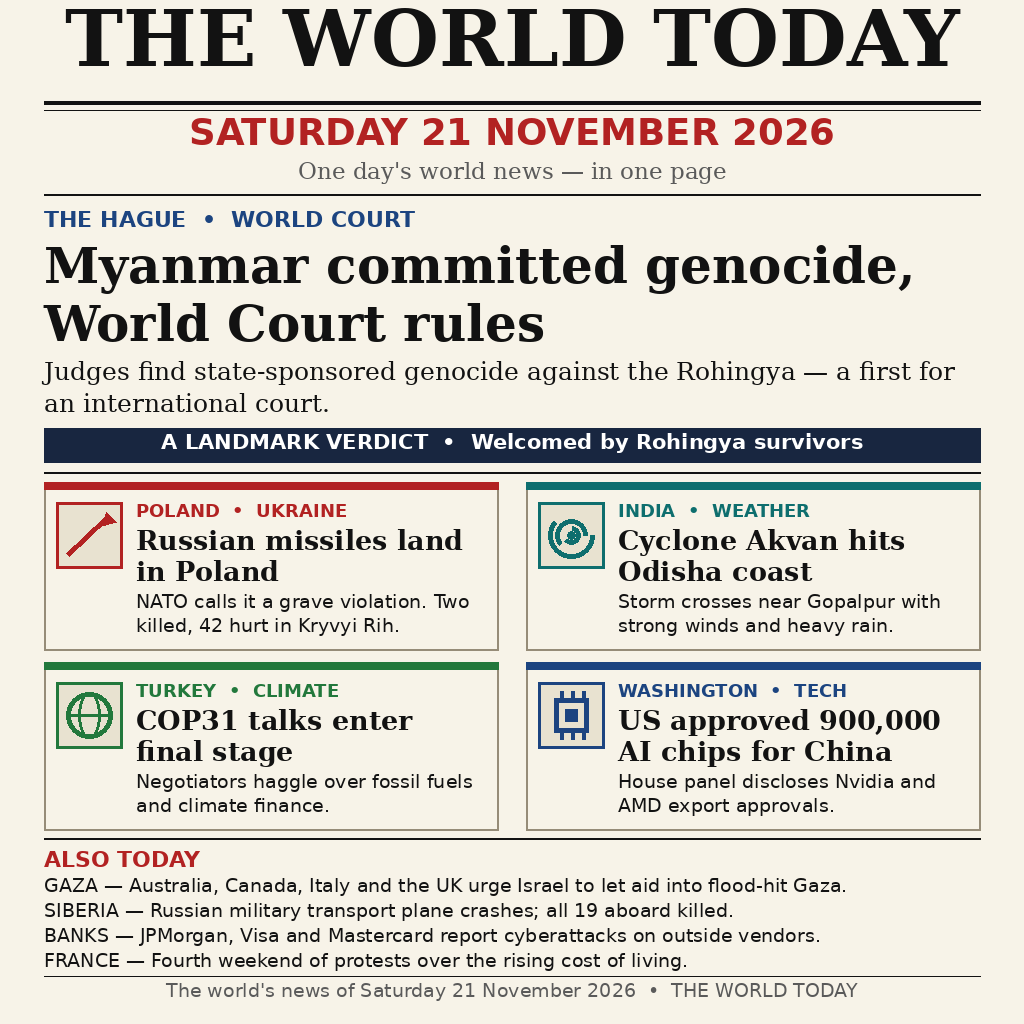 THE WORLD TODAY
SATURDAY 21 NOVEMBER 2026
One day's world news — in one page
THE HAGUE • WORLD COURT
Myanmar committed genocide,
World Court rules
Judges find state-sponsored genocide against the Rohingya — a first for
an international court.
A LANDMARK VERDICT • Welcomed by Rohingya survivors
POLAND • UKRAINE
Russian missiles land
in Poland
NATO calls it a grave violation. Two
killed, 42 hurt in Kryvyi Rih.
INDIA • WEATHER
Cyclone Akvan hits
Odisha coast
Storm crosses near Gopalpur with
strong winds and heavy rain.
TURKEY • CLIMATE
COP31 talks enter
final stage
Negotiators haggle over fossil fuels
and climate finance.
WASHINGTON • TECH
US approved 900,000
AI chips for China
House panel discloses Nvidia and
AMD export approvals.
ALSO TODAY
GAZA — Australia, Canada, Italy and the UK urge Israel to let aid into flood-hit Gaza.
SIBERIA — Russian military transport plane crashes; all 19 aboard killed.
BANKS — JPMorgan, Visa and Mastercard report cyberattacks on outside vendors.
FRANCE — Fourth weekend of protests over the rising cost of living.
The world's news of Saturday 21 November 2026 • THE WORLD TODAY